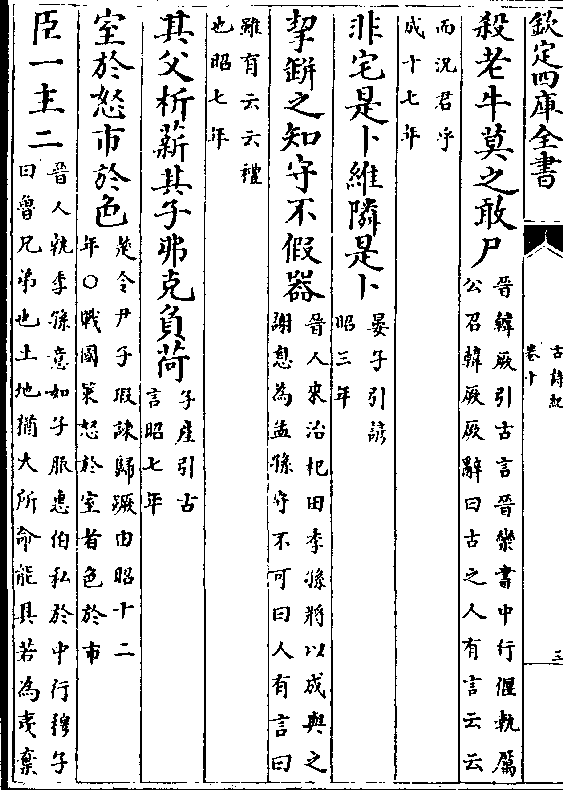 欽定四庫全書
古詩紀
卷十
三
殺老牛莫之敢尸晉韓厥引古言晉欒書中行偃執厲
公召韓厥厥辭曰古之人有言云云
而況君乎
成十七年
非宅是卜維隣是卜晏子引諺
昭三年
挈缾之知守不假器晉人來治杞田季孫將以成與之
謝息為孟孫守不可曰人有言曰
雖有云云禮
也昭七年
其父析薪其子弗克負荷子産引古
言昭七年
室於怒市於色楚令尹子瑕諫歸蹶由昭十二
年○戰國策怒於室者色於市
臣一主二晉人執季孫意如子服惠伯私於中行穆子
曰魯兄弟也土地猶大所命能具若為夷棄